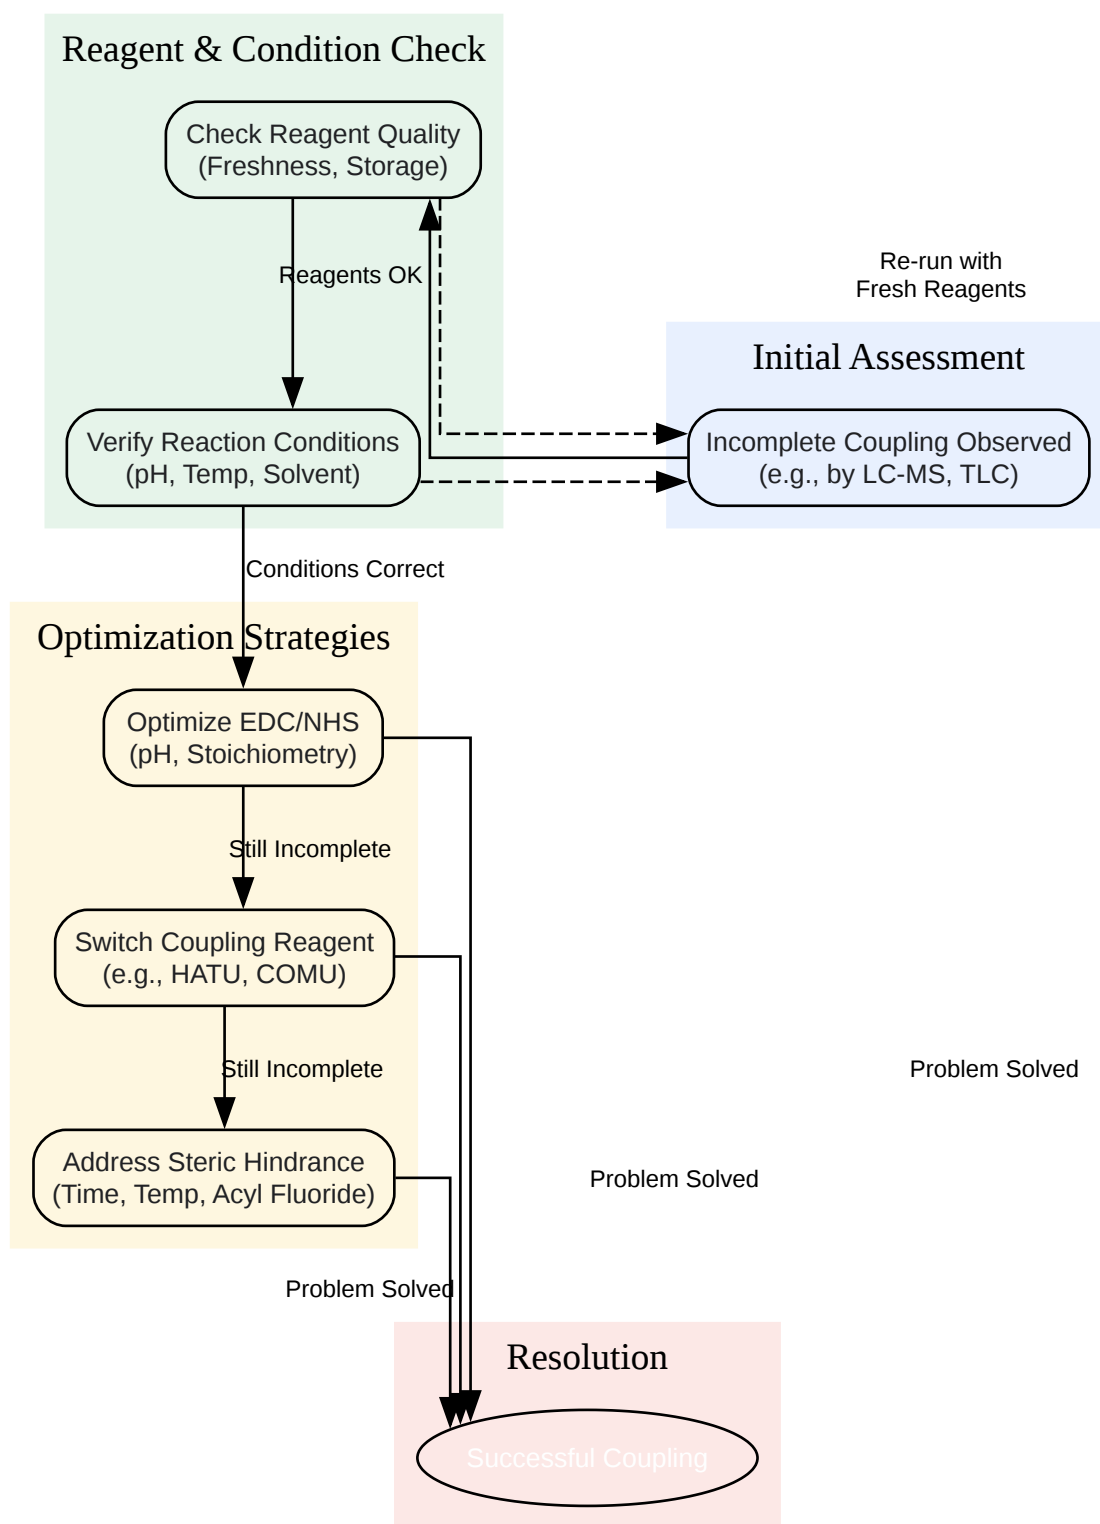 Reagent & Condition Check
Check Reagent Quality
(Freshness, Storage)
Reagents OK
Re-run with
Fresh Reagents
Initial Assessment
Verify Reaction Conditions
(pH, Temp, Solvent)
Incomplete Coupling Observed
(e.g., by LC-MS, TLC)
Conditions Correct
Optimization Strategies
Optimize EDC/NHS
(pH, Stoichiometry)
Still Incomplete
Switch Coupling Reagent
(e.g., HATU, COMU)
Still Incomplete
Problem Solved
Address Steric Hindrance
(Time, Temp, Acyl Fluoride)
Problem Solved
Problem Solved
Resolution
Successful Coupling